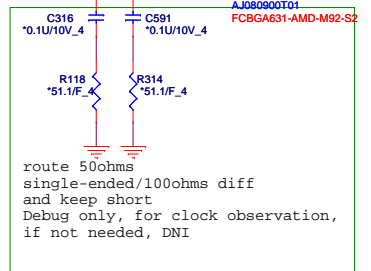 AJ080900T01
FCBGA631-AMD-M92-S2
C316
*0.1U/10V_4
C591
*0.1U/10V_4
R118
*51.1/F_4
R314
*51.1/F_4
route 50ohms
single-ended/100ohms diff
and keep short
Debug only, for clock observation,
if not needed, DNI